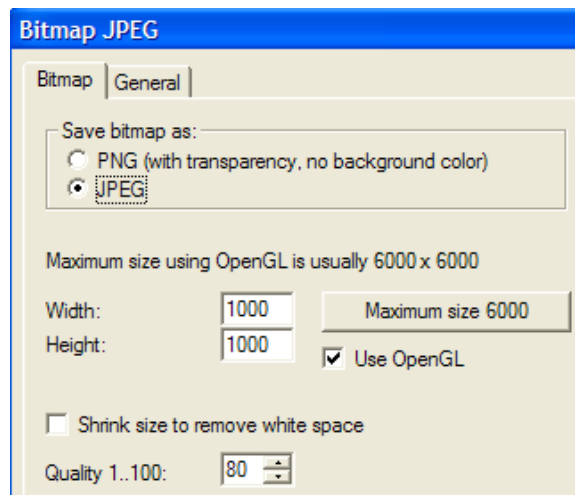 Bitmap JPEG
Bitmap General
Save bitmap as:
PNG (with transparency, no background color)
JPEG
Maximum size using OpenGL is usually 6000 x 6000
Width: 1000 Maximum size 6000
Height: 1000 Use OpenGL
Shrink size to remove white space
Quality 1..100: 80